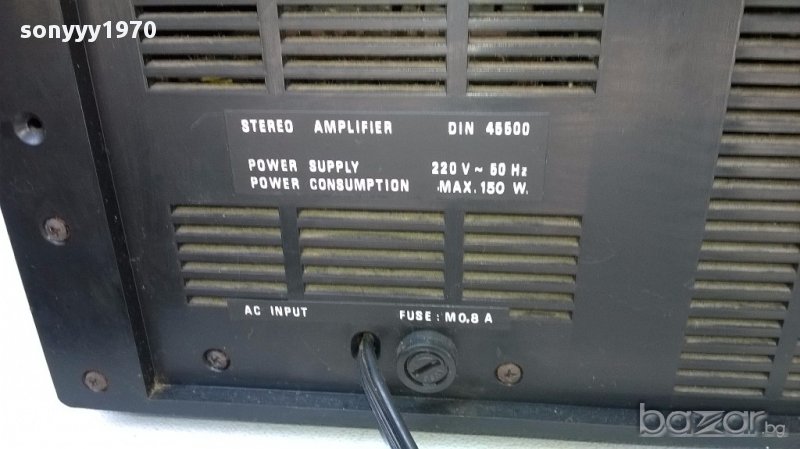 sonyyy1970
STEREO AMPLIFIER DIN 45500
POWER SUPPLY 220 V ~ 50 Hz
POWER CONSUMPTION MAX. 150 W.
AC INPUT FUSE : M0,8 A
bazar.bg